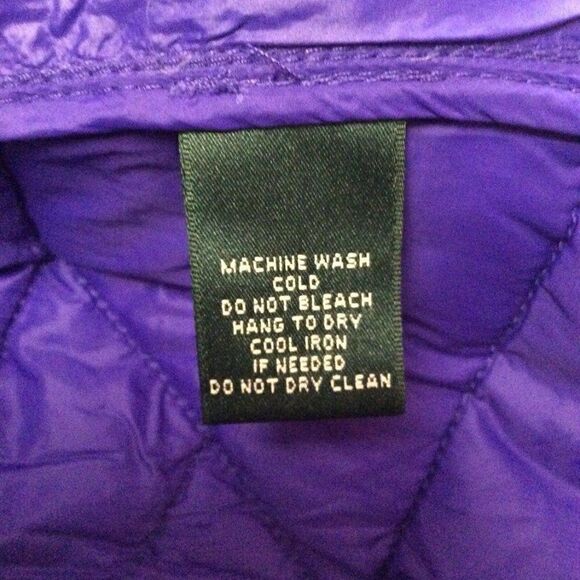 MACHINE WASH
COLD
DO NOT BLEACH
HANG TO DRY
COOL IRON
IF NEEDED
DO NOT DRY CLEAN